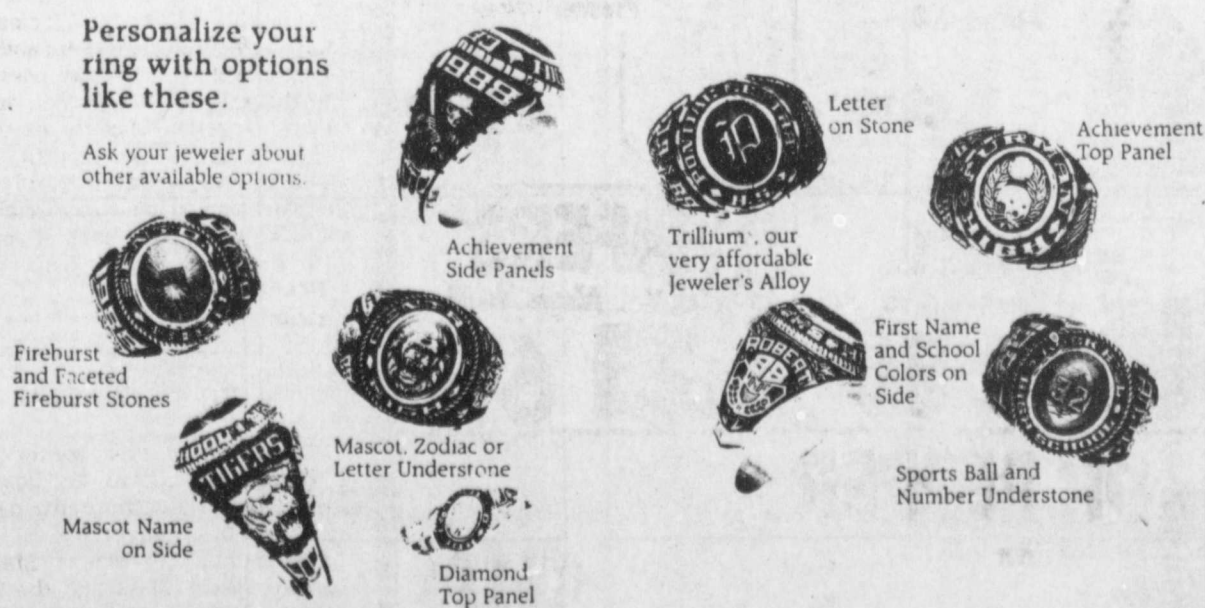 Personalize your
ring with options
like these.
Ask your jeweler about
other available options.
1988
Achievement
Side Panels
P
Letter
on Stone
Trillium, our
very affordable
Jeweler's Alloy
FURMAN
Achievement
Top Panel
Fireburst
and Faceted
Fireburst Stones
Mascot, Zodiac or
Letter Understone
ROBERT
88
First Name
and School
Colors on
Side
Sports Ball and
Number Understone
TIGERS
Mascot Name
on Side
Diamond
Top Panel